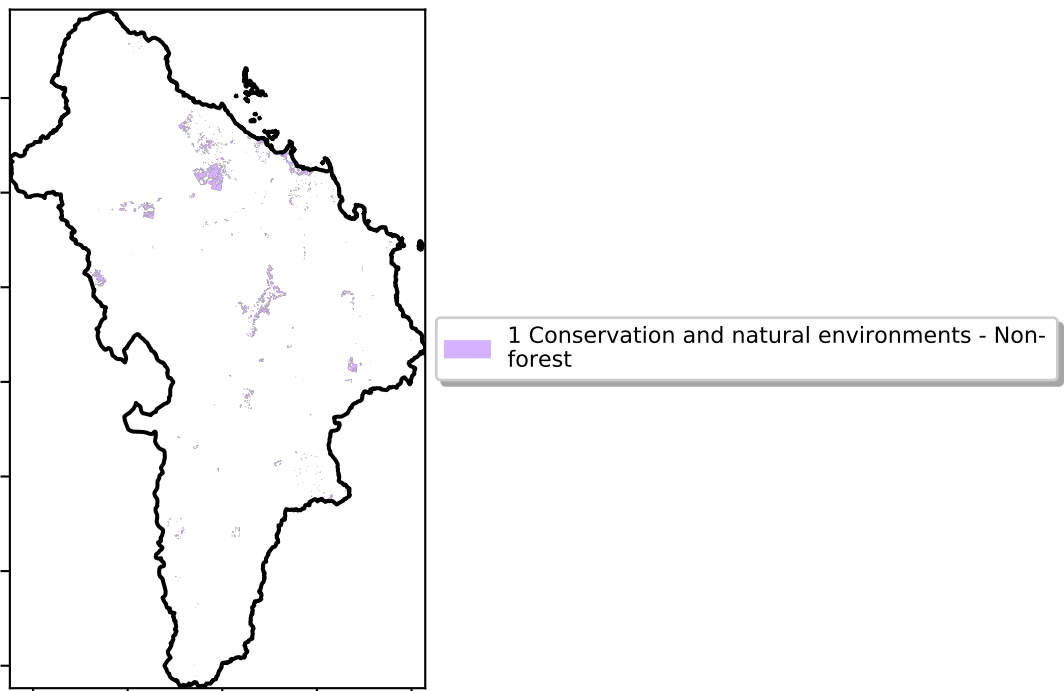 1 Conservation and natural environments - Non-
forest